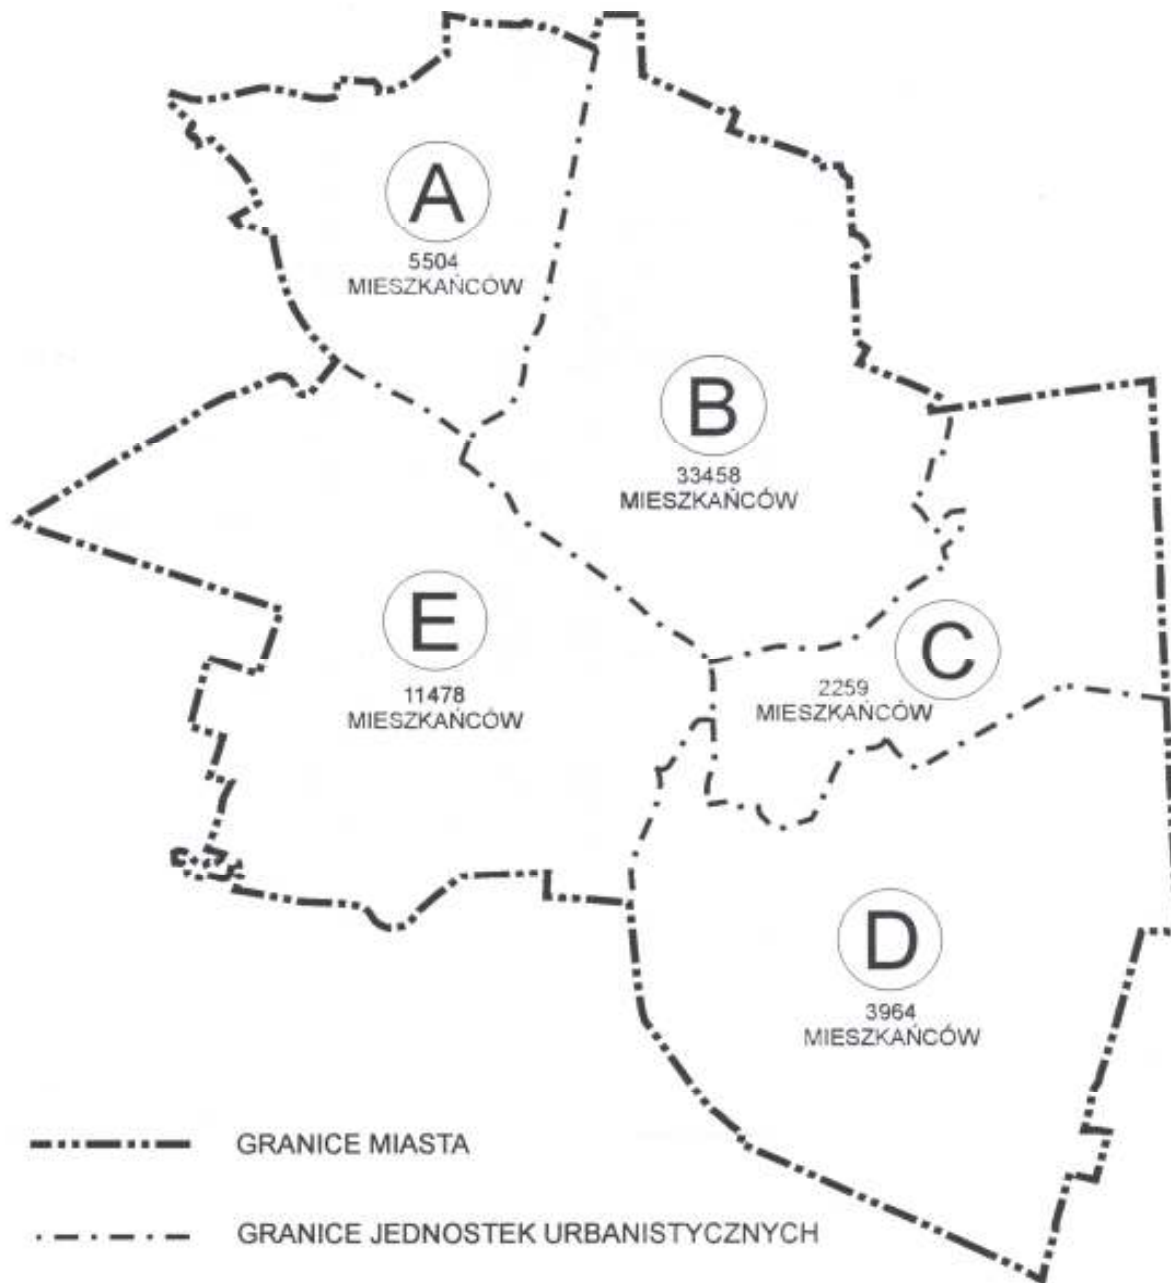 A
5504
MIESZKAŃCÓW
B
33458
MIESZKAŃCÓW
E
11478
MIESZKAŃCÓW
C
2259
MIESZKAŃCÓW
D
3964
MIESZKAŃCÓW
GRANICE MIASTA
GRANICE JEDNOSTEK URBANISTYCZNYCH